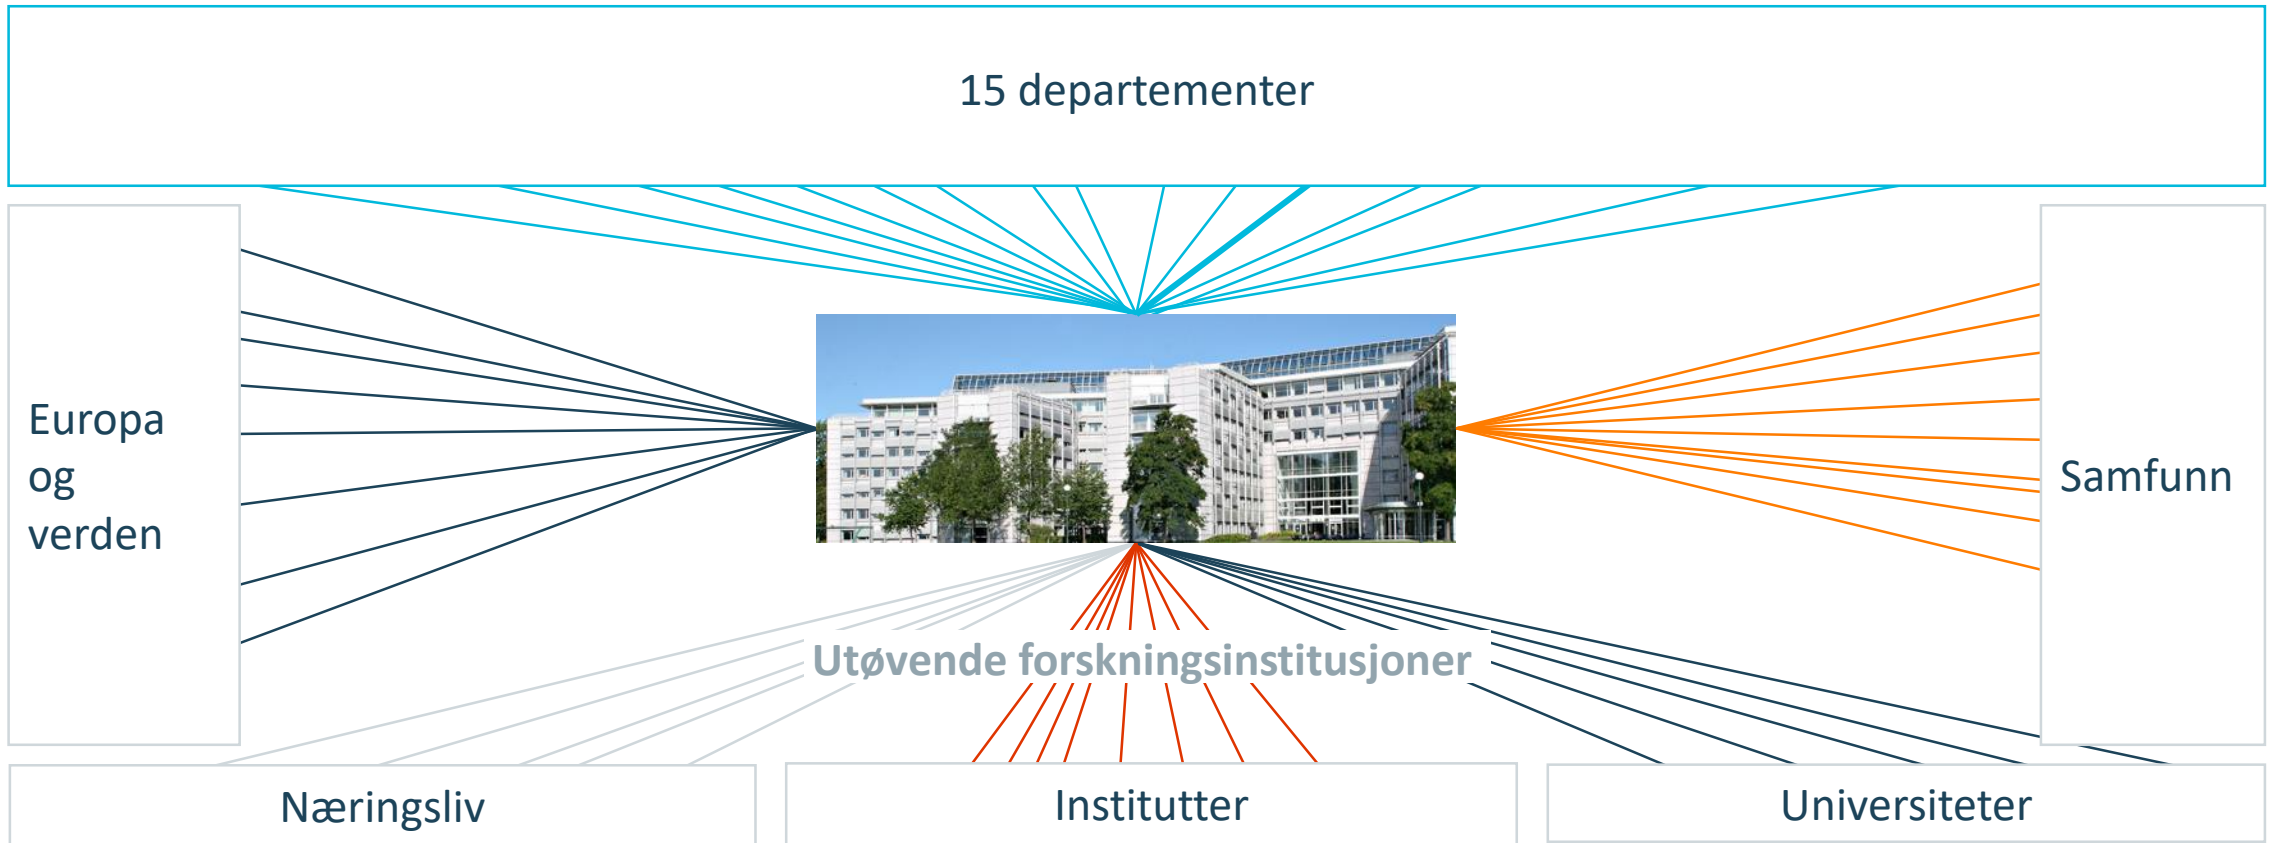 15 departementer
Europa
og
verden
Samfunn
Utøvende forskningsinstitusjoner
Næringsliv
Institutter
Universiteter